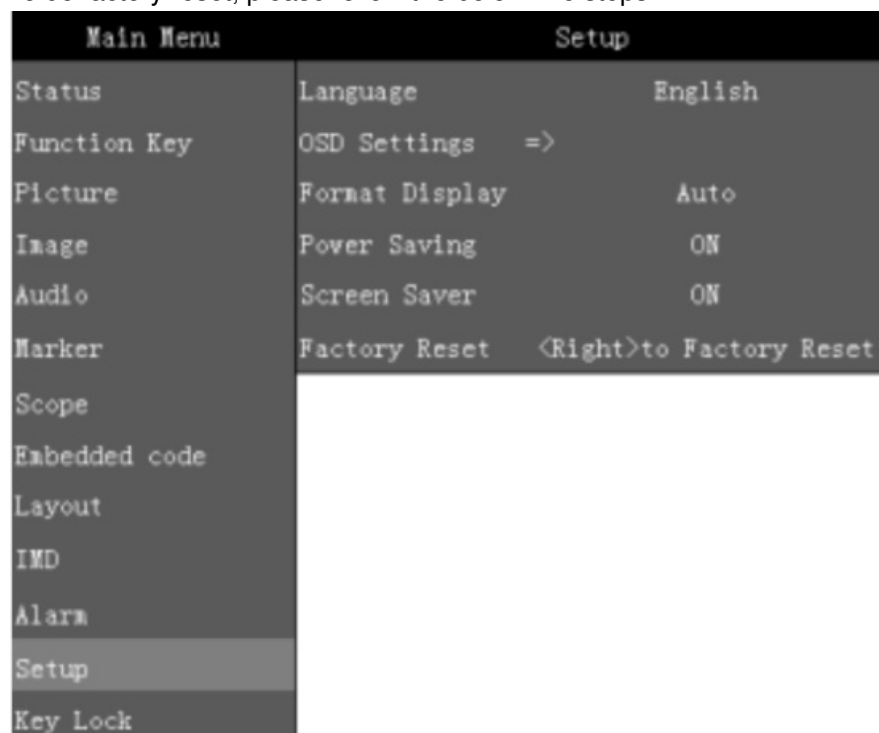 Main Menu
Status
Function Key
Picture
Image
Audio
Marker
Scope
Embedded code
Layout
IMD
Alarm
Setup
Key Lock
Setup
Language English
OSD Settings =>
Format Display Auto
Power Saving ON
Screen Saver ON
Factory Reset <Right>to Factory Reset